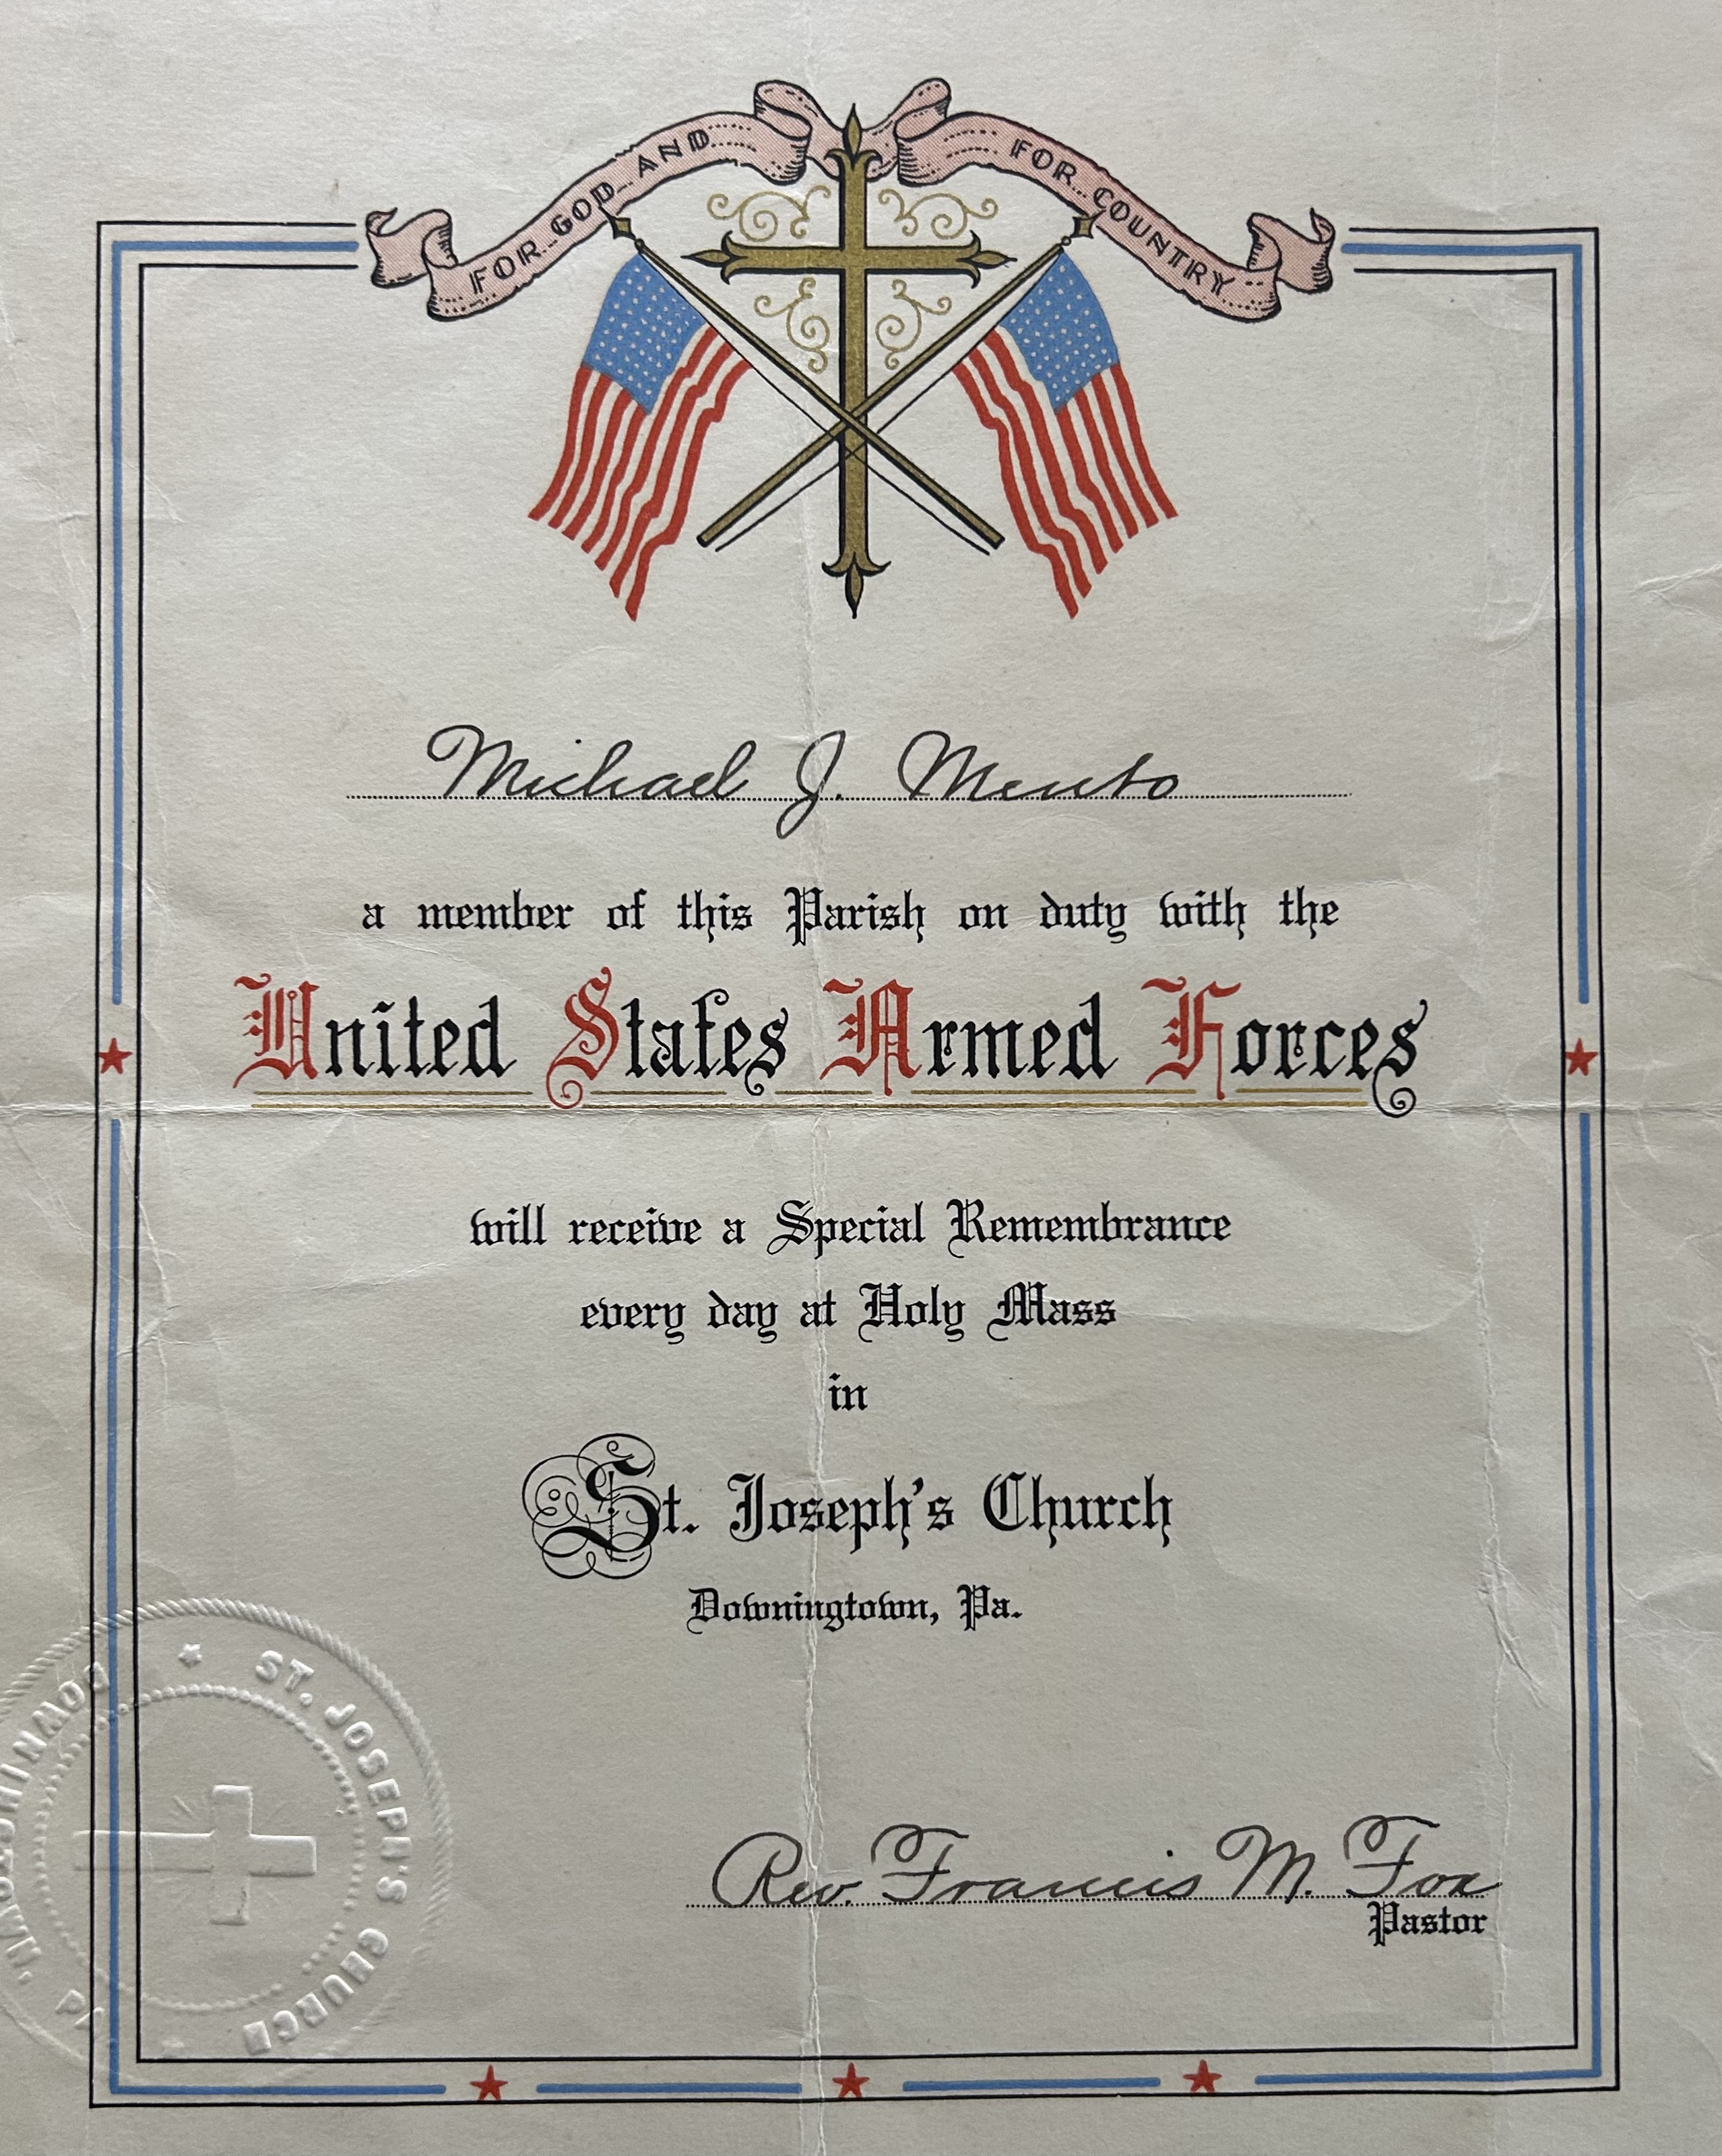 FOR GOD AND FOR COUNTRY
Michael J. Mento
a member of this Parish on duty with the
United States Armed Forces
will receive a Special Remembrance
every day at Holy Mass
in
St. Joseph's Church
Downingtown, Pa.
ST. JOSEPH'S CHURCH
DOWNINGTOWN, PA
Rev. Francis M. Fox
Pastor